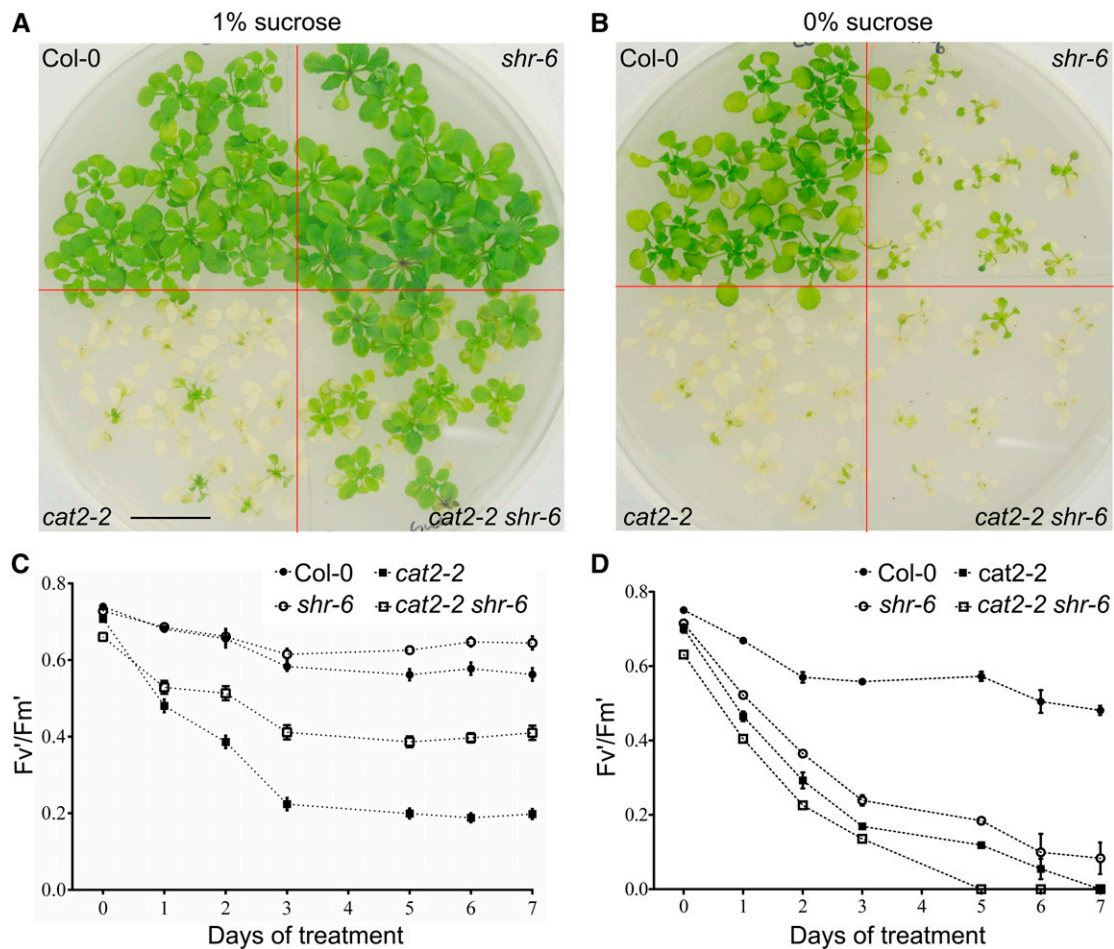 A 1% sucrose
Col-0 shr-6
cat2-2 cat2-2 shr-6
B 0% sucrose
Col-0 shr-6
cat2-2 cat2-2 shr-6
C
Col-0 cat2-2
shr-6 cat2-2 shr-6
Fv'/Fm'
0.8
0.6
0.4
0.2
0.0
0 1 2 3 4 5 6 7
Days of treatment
D
Col-0 cat2-2
shr-6 cat2-2 shr-6
Fv'/Fm'
0.8
0.6
0.4
0.2
0.0
0 1 2 3 4 5 6 7
Days of treatment